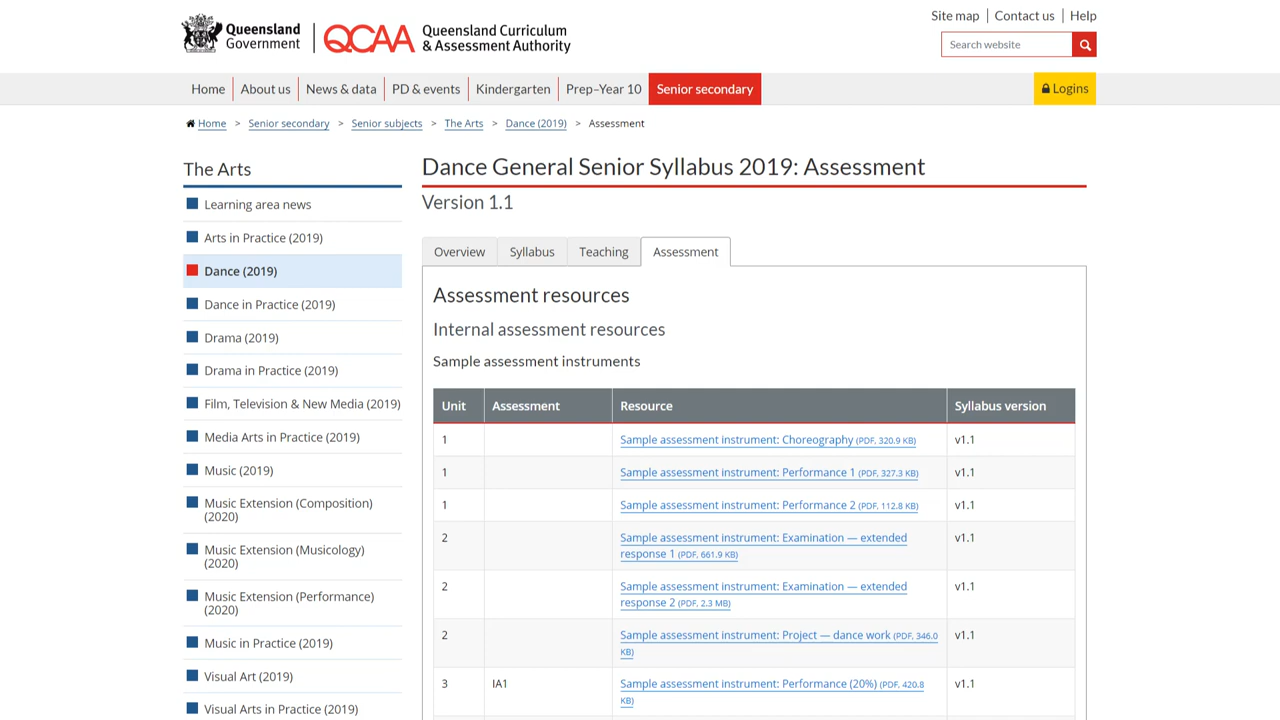 Site map
Contact us
Help
Queensland
Government
QCAA
Queensland Curriculum
& Assessment Authority
Search website
Home
About us
News & data
PD & events
Kindergarten
Prep–Year 10
Senior secondary
Logins
Home > Senior secondary > Senior subjects > The Arts > Dance (2019) > Assessment
The Arts
Learning area news
Arts in Practice (2019)
Dance (2019)
Dance in Practice (2019)
Drama (2019)
Drama in Practice (2019)
Film, Television & New Media (2019)
Media Arts in Practice (2019)
Music (2019)
Music Extension (Composition)
(2020)
Music Extension (Musicology)
(2020)
Music Extension (Performance)
(2020)
Music in Practice (2019)
Visual Art (2019)
Visual Arts in Practice (2019)
Dance General Senior Syllabus 2019: Assessment
Version 1.1
Overview
Syllabus
Teaching
Assessment
Assessment resources
Internal assessment resources
Sample assessment instruments
Unit Assessment Resource Syllabus version
1 Sample assessment instrument: Choreography (PDF, 320.9 KB) v1.1
1 Sample assessment instrument: Performance 1 (PDF, 327.3 KB) v1.1
1 Sample assessment instrument: Performance 2 (PDF, 112.8 KB) v1.1
2 Sample assessment instrument: Examination — extended v1.1
response 1 (PDF, 661.9 KB)
2 Sample assessment instrument: Examination — extended v1.1
response 2 (PDF, 2.3 MB)
2 Sample assessment instrument: Project — dance work (PDF, 346.0 v1.1
KB)
3 IA1 Sample assessment instrument: Performance (20%) (PDF, 420.8 v1.1
KB)